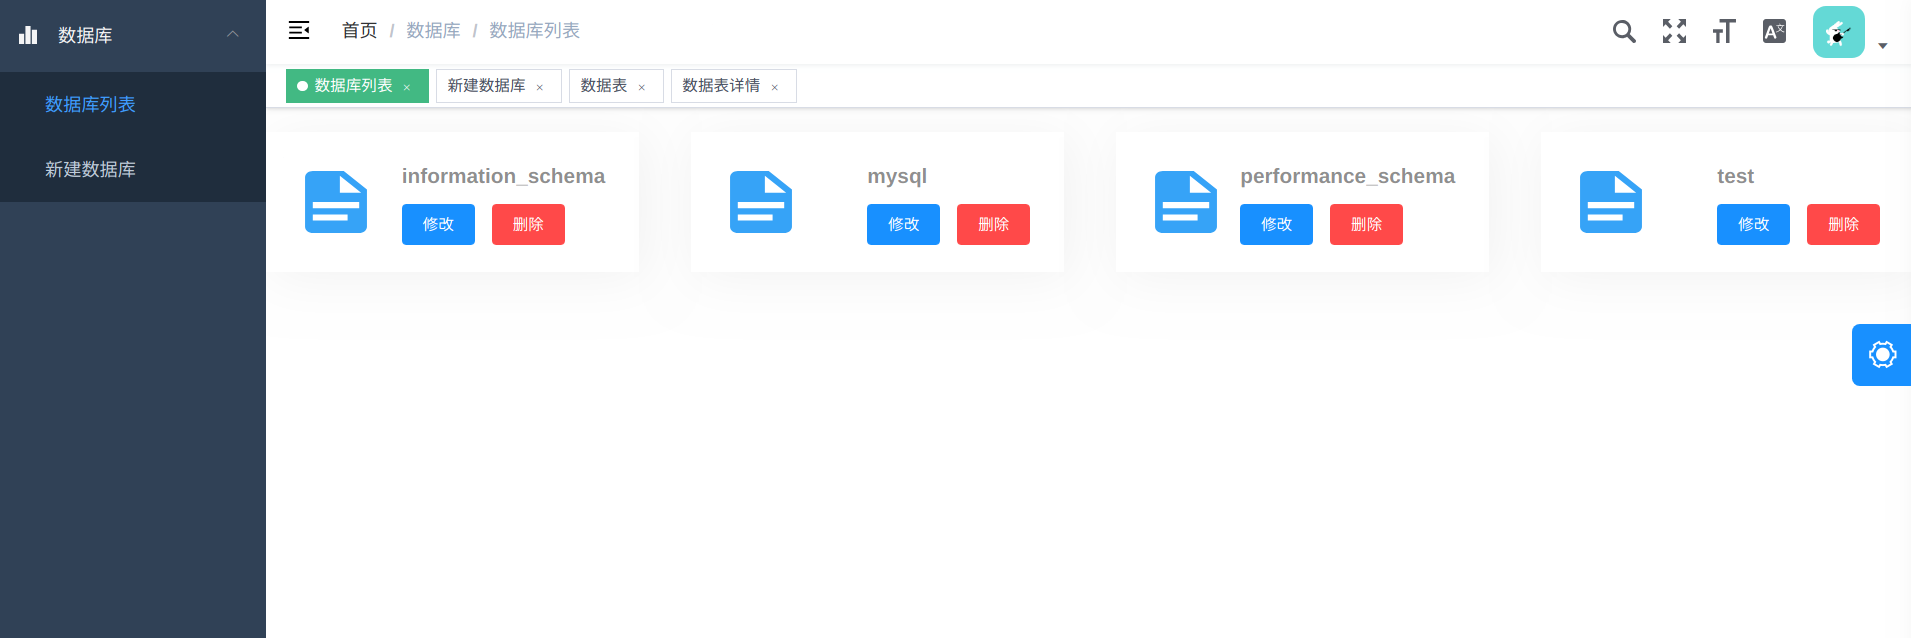 数据库
数据库列表
新建数据库
首页 / 数据库 / 数据库列表
数据库列表 × 新建数据库 × 数据表 × 数据表详情 ×
information_schema
修改 删除
mysql
修改 删除
performance_schema
修改 删除
test
修改 删除